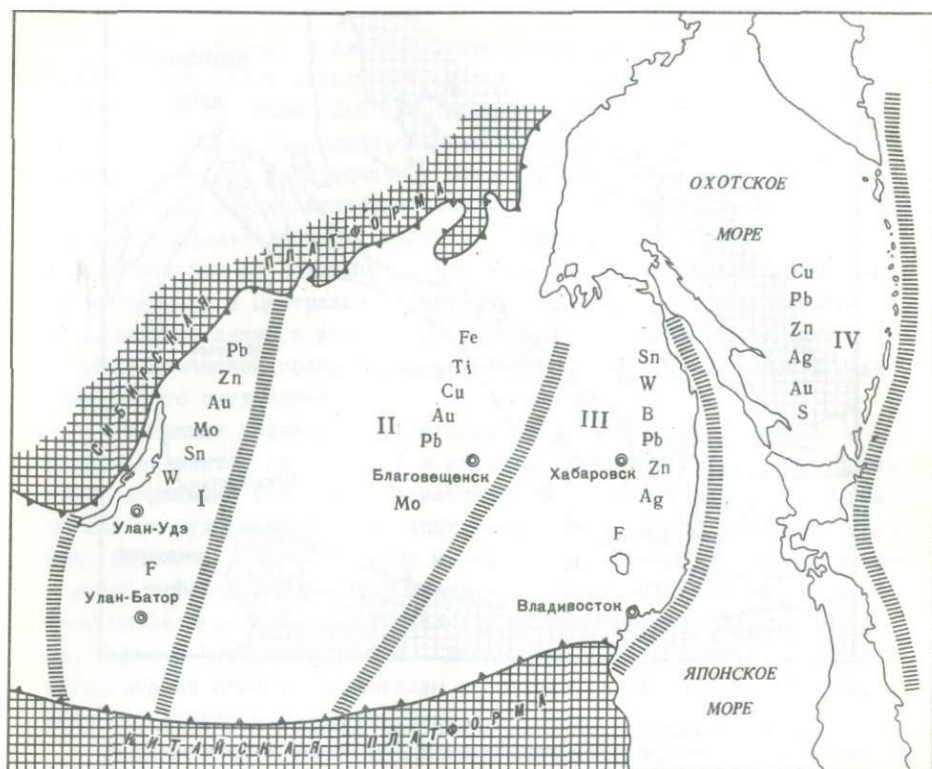 СИБИРСКАЯ ПЛАТФОРМА
ОХОТСКОЕ
МОРЕ
Pb
Zn
Au
Mo
Sn
W
I
Улан-Удэ
F
Улан-Батор
Fe
Ti
Cu
Au
II
Pb
Благовещенск
Mo
Sn
W
B
III
Pb
Хабаровск
Zn
Ag
F
Владивосток
Cu
Pb
Zn
IV
Ag
Au
S
ЯПОНСКОЕ
МОРЕ
КИТАЙСКАЯ ПЛАТФОРМА